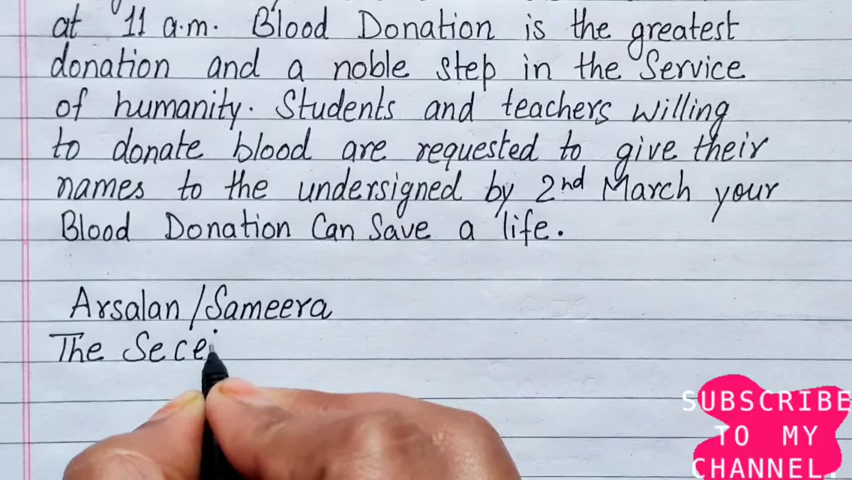 at 11 a.m. Blood Donation is the greatest
donation and a noble step in the Service
of humanity. Students and teachers willing
to donate blood are requested to give their
names to the undersigned by 2nd March your
Blood Donation Can Save a life.
Arsalan/Sameera
The Sece
SUBSCRIBE
TO MY
CHANNEL.